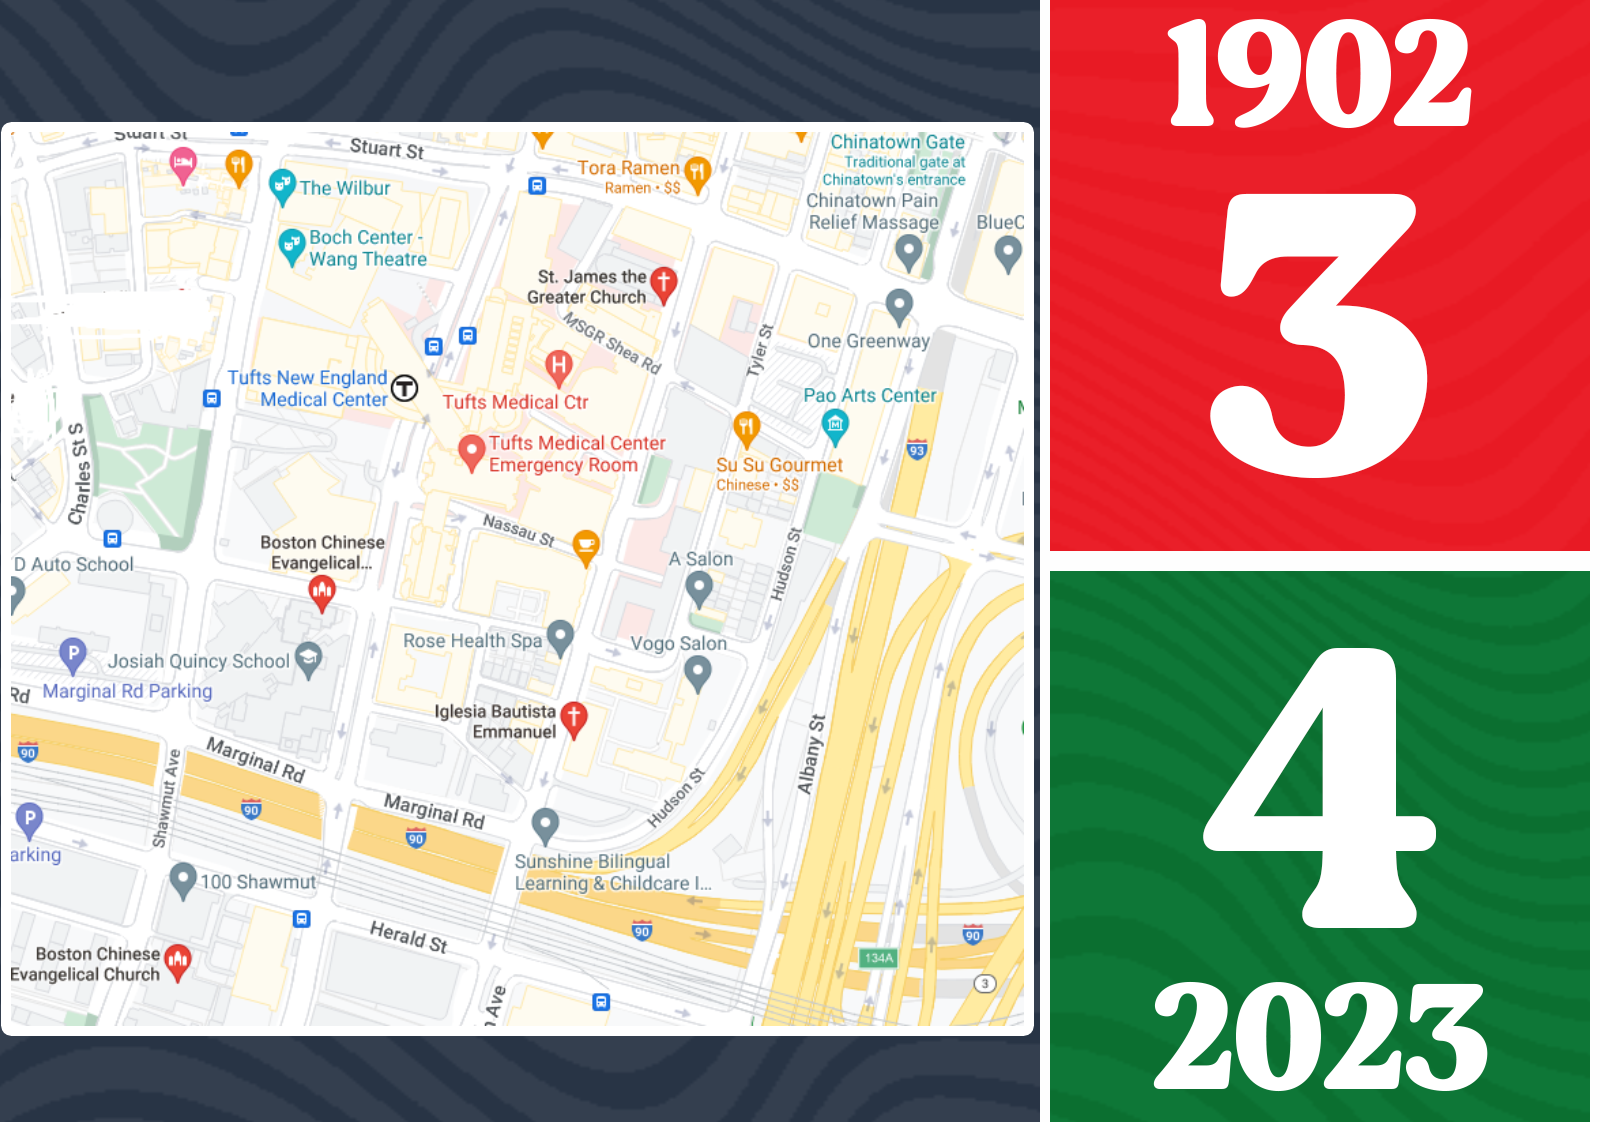 Stuart St
Stuart St
The Wilbur
Tora Ramen
Ramen • $$
Chinatown Gate
Traditional gate at
Chinatown's entrance
Chinatown Pain
Relief Massage
BlueC
Boch Center -
Wang Theatre
St. James the
Greater Church
MSGR Shea Rd
Tyler St
One Greenway
Tufts New England
Medical Center
T
H
Tufts Medical Ctr
Pao Arts Center
M
Tufts Medical Center
Emergency Room
Su Su Gourmet
Chinese • $$
93
Charles St S
Nassau St
Hudson St
Boston Chinese
Evangelical...
D Auto School
A Salon
Rose Health Spa
Vogo Salon
P
Josiah Quincy School
Marginal Rd Parking
Rd
Iglesia Bautista
Emmanuel
Albany St
90
Marginal Rd
Shawmut Ave
90
Marginal Rd
90
Hudson St
P
arking
Sunshine Bilingual
Learning & Childcare I...
100 Shawmut
Herald St
90
90
134A
3
Boston Chinese
Evangelical Church
Ave
1902
3
4
2023